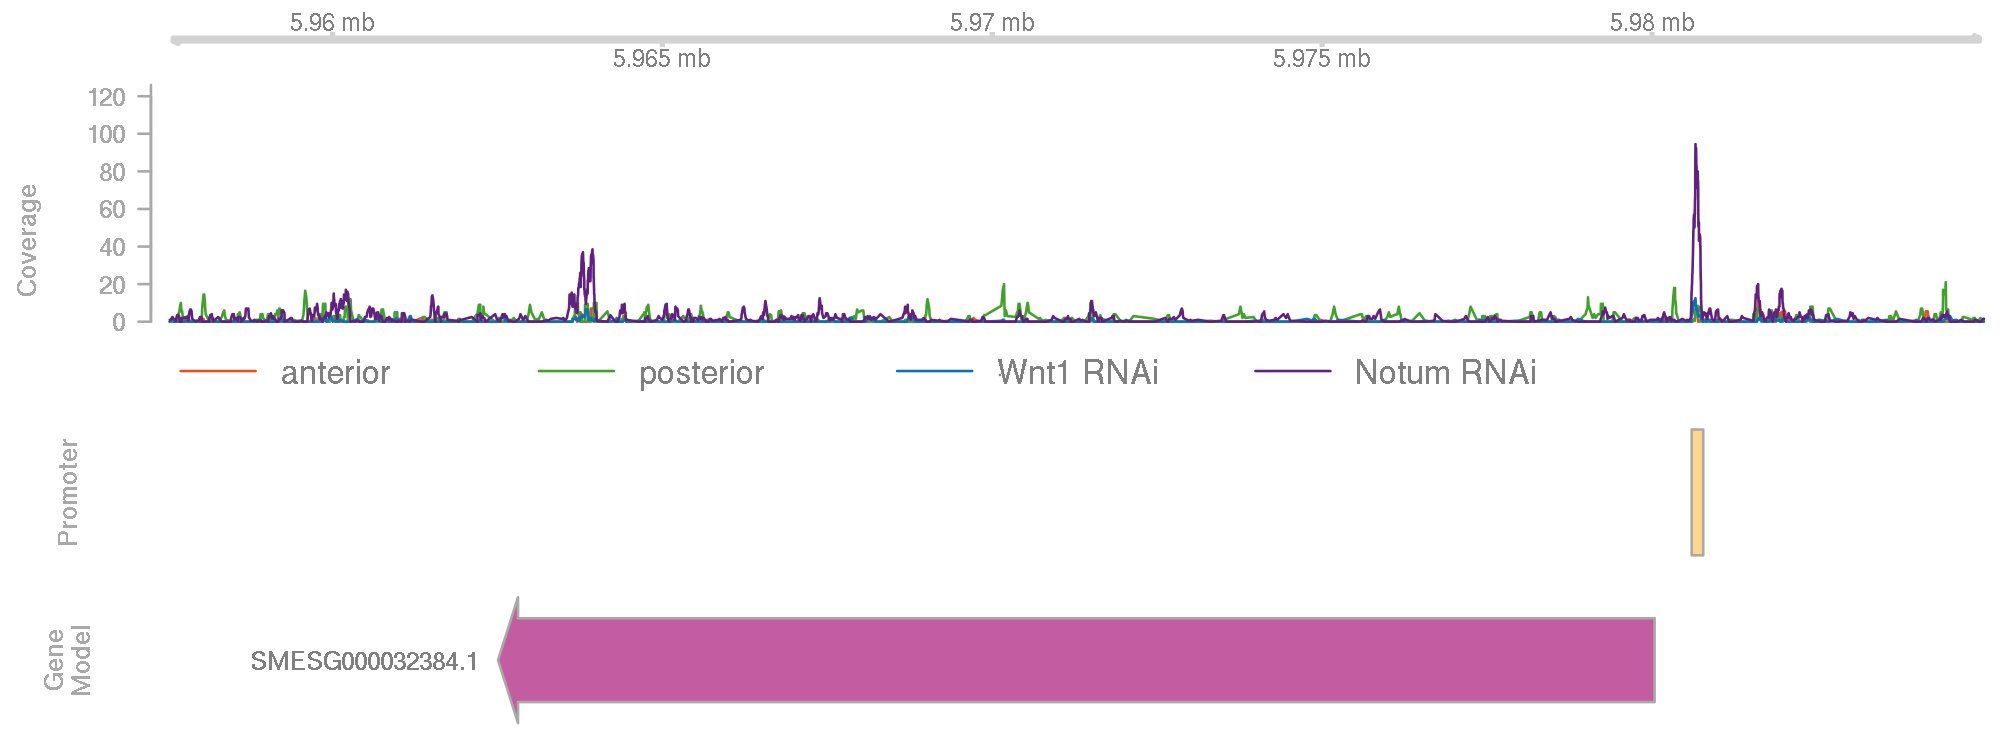 5.96 mb
5.97 mb
5.98 mb
5.965 mb
5.975 mb
Coverage
120
100
80
60
40
20
0
anterior
posterior
Wnt1 RNAi
Notum RNAi
Promoter
Gene
Model
SMESG000032384.1